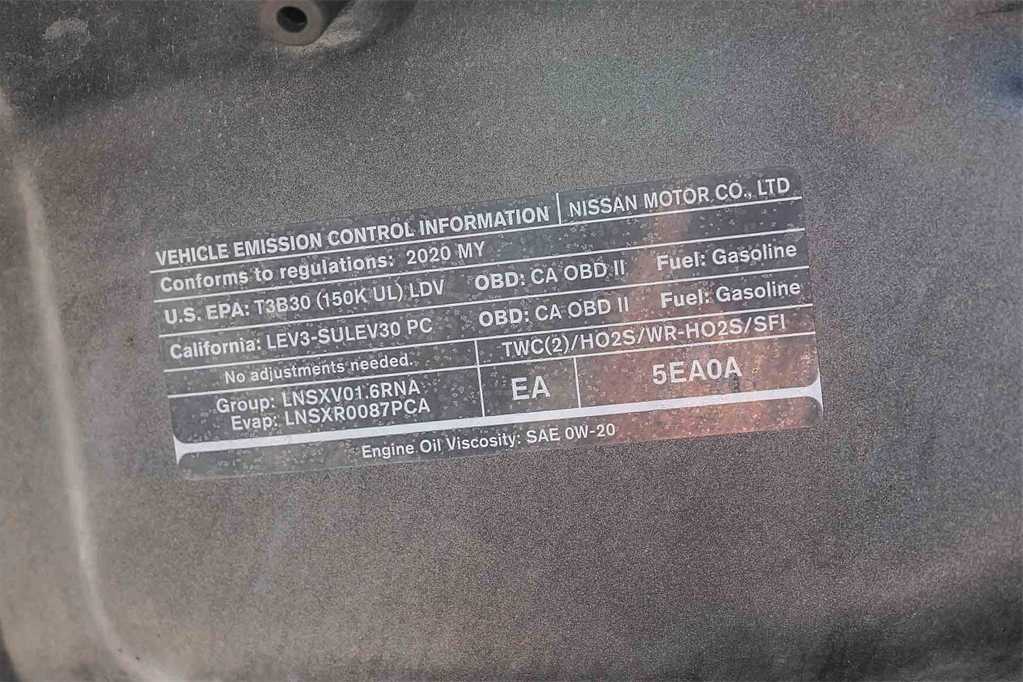 VEHICLE EMISSION CONTROL INFORMATION NISSAN MOTOR CO., LTD
Conforms to regulations: 2020 MY
U.S. EPA: T3B30 (150K UL) LDV OBD: CA OBD II Fuel: Gasoline
California: LEV3-SULEV30 PC OBD: CA OBD II Fuel: Gasoline
No adjustments needed. TWC(2)/HO2S/WR-HO2S/SFI
Group: LNSXV01.6RNA EA 5EA0A
Evap: LNSXR0087PCA
Engine Oil Viscosity: SAE 0W-20